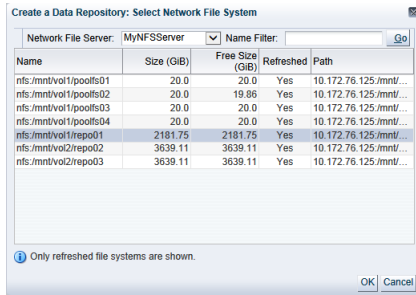 Create a Data Repository: Select Network File System
Network File Server: MyNFSServer Name Filter: Go
Name Size (GiB) Free Size (GiB) Refreshed Path
nfs:/mnt/vol1/poolfs01 20.0 20.0 Yes 10.172.76.125:/mnt/...
nfs:/mnt/vol1/poolfs02 20.0 19.86 Yes 10.172.76.125:/mnt/...
nfs:/mnt/vol1/poolfs03 20.0 20.0 Yes 10.172.76.125:/mnt/...
nfs:/mnt/vol1/poolfs04 20.0 20.0 Yes 10.172.76.125:/mnt/...
nfs:/mnt/vol1/repo01 2181.75 2181.75 Yes 10.172.76.125:/mnt/...
nfs:/mnt/vol2/repo02 3639.11 3639.11 Yes 10.172.76.125:/mnt/...
nfs:/mnt/vol2/repo03 3639.11 3639.11 Yes 10.172.76.125:/mnt/...
Only refreshed file systems are shown.
OK Cancel